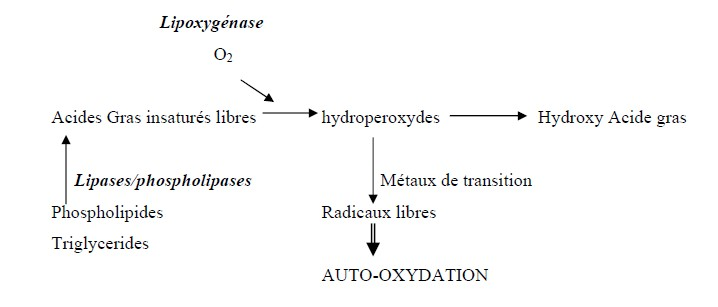 Lipoxygénase
O2
Acides Gras insaturés libres hydroperoxydes Hydroxy Acide gras
Lipases/phospholipases Métaux de transition
Phospholipides Radicaux libres
Triglycerides
AUTO-OXYDATION